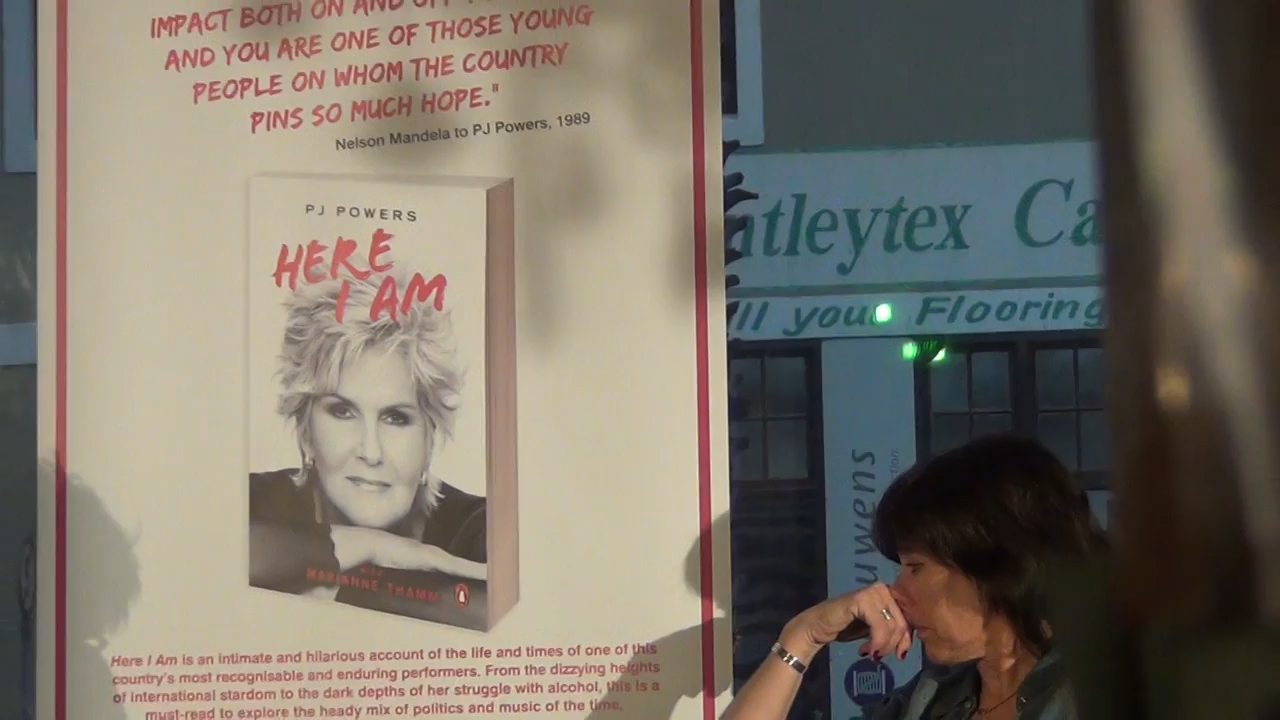 IMPACT BOTH ON AND OFF
AND YOU ARE ONE OF THOSE YOUNG
PEOPLE ON WHOM THE COUNTRY
PINS SO MUCH HOPE."
Nelson Mandela to PJ Powers, 1989
PJ POWERS
HERE
I AM
with
MARIANNE THAMM
Here I Am is an intimate and hilarious account of the life and times of one of this
country's most recognisable and enduring performers. From the dizzying heights
of international stardom to the dark depths of her struggle with alcohol, this is a
must-read to explore the heady mix of politics and music of the time.
tleytex Ca
ll your Flooring
uwens